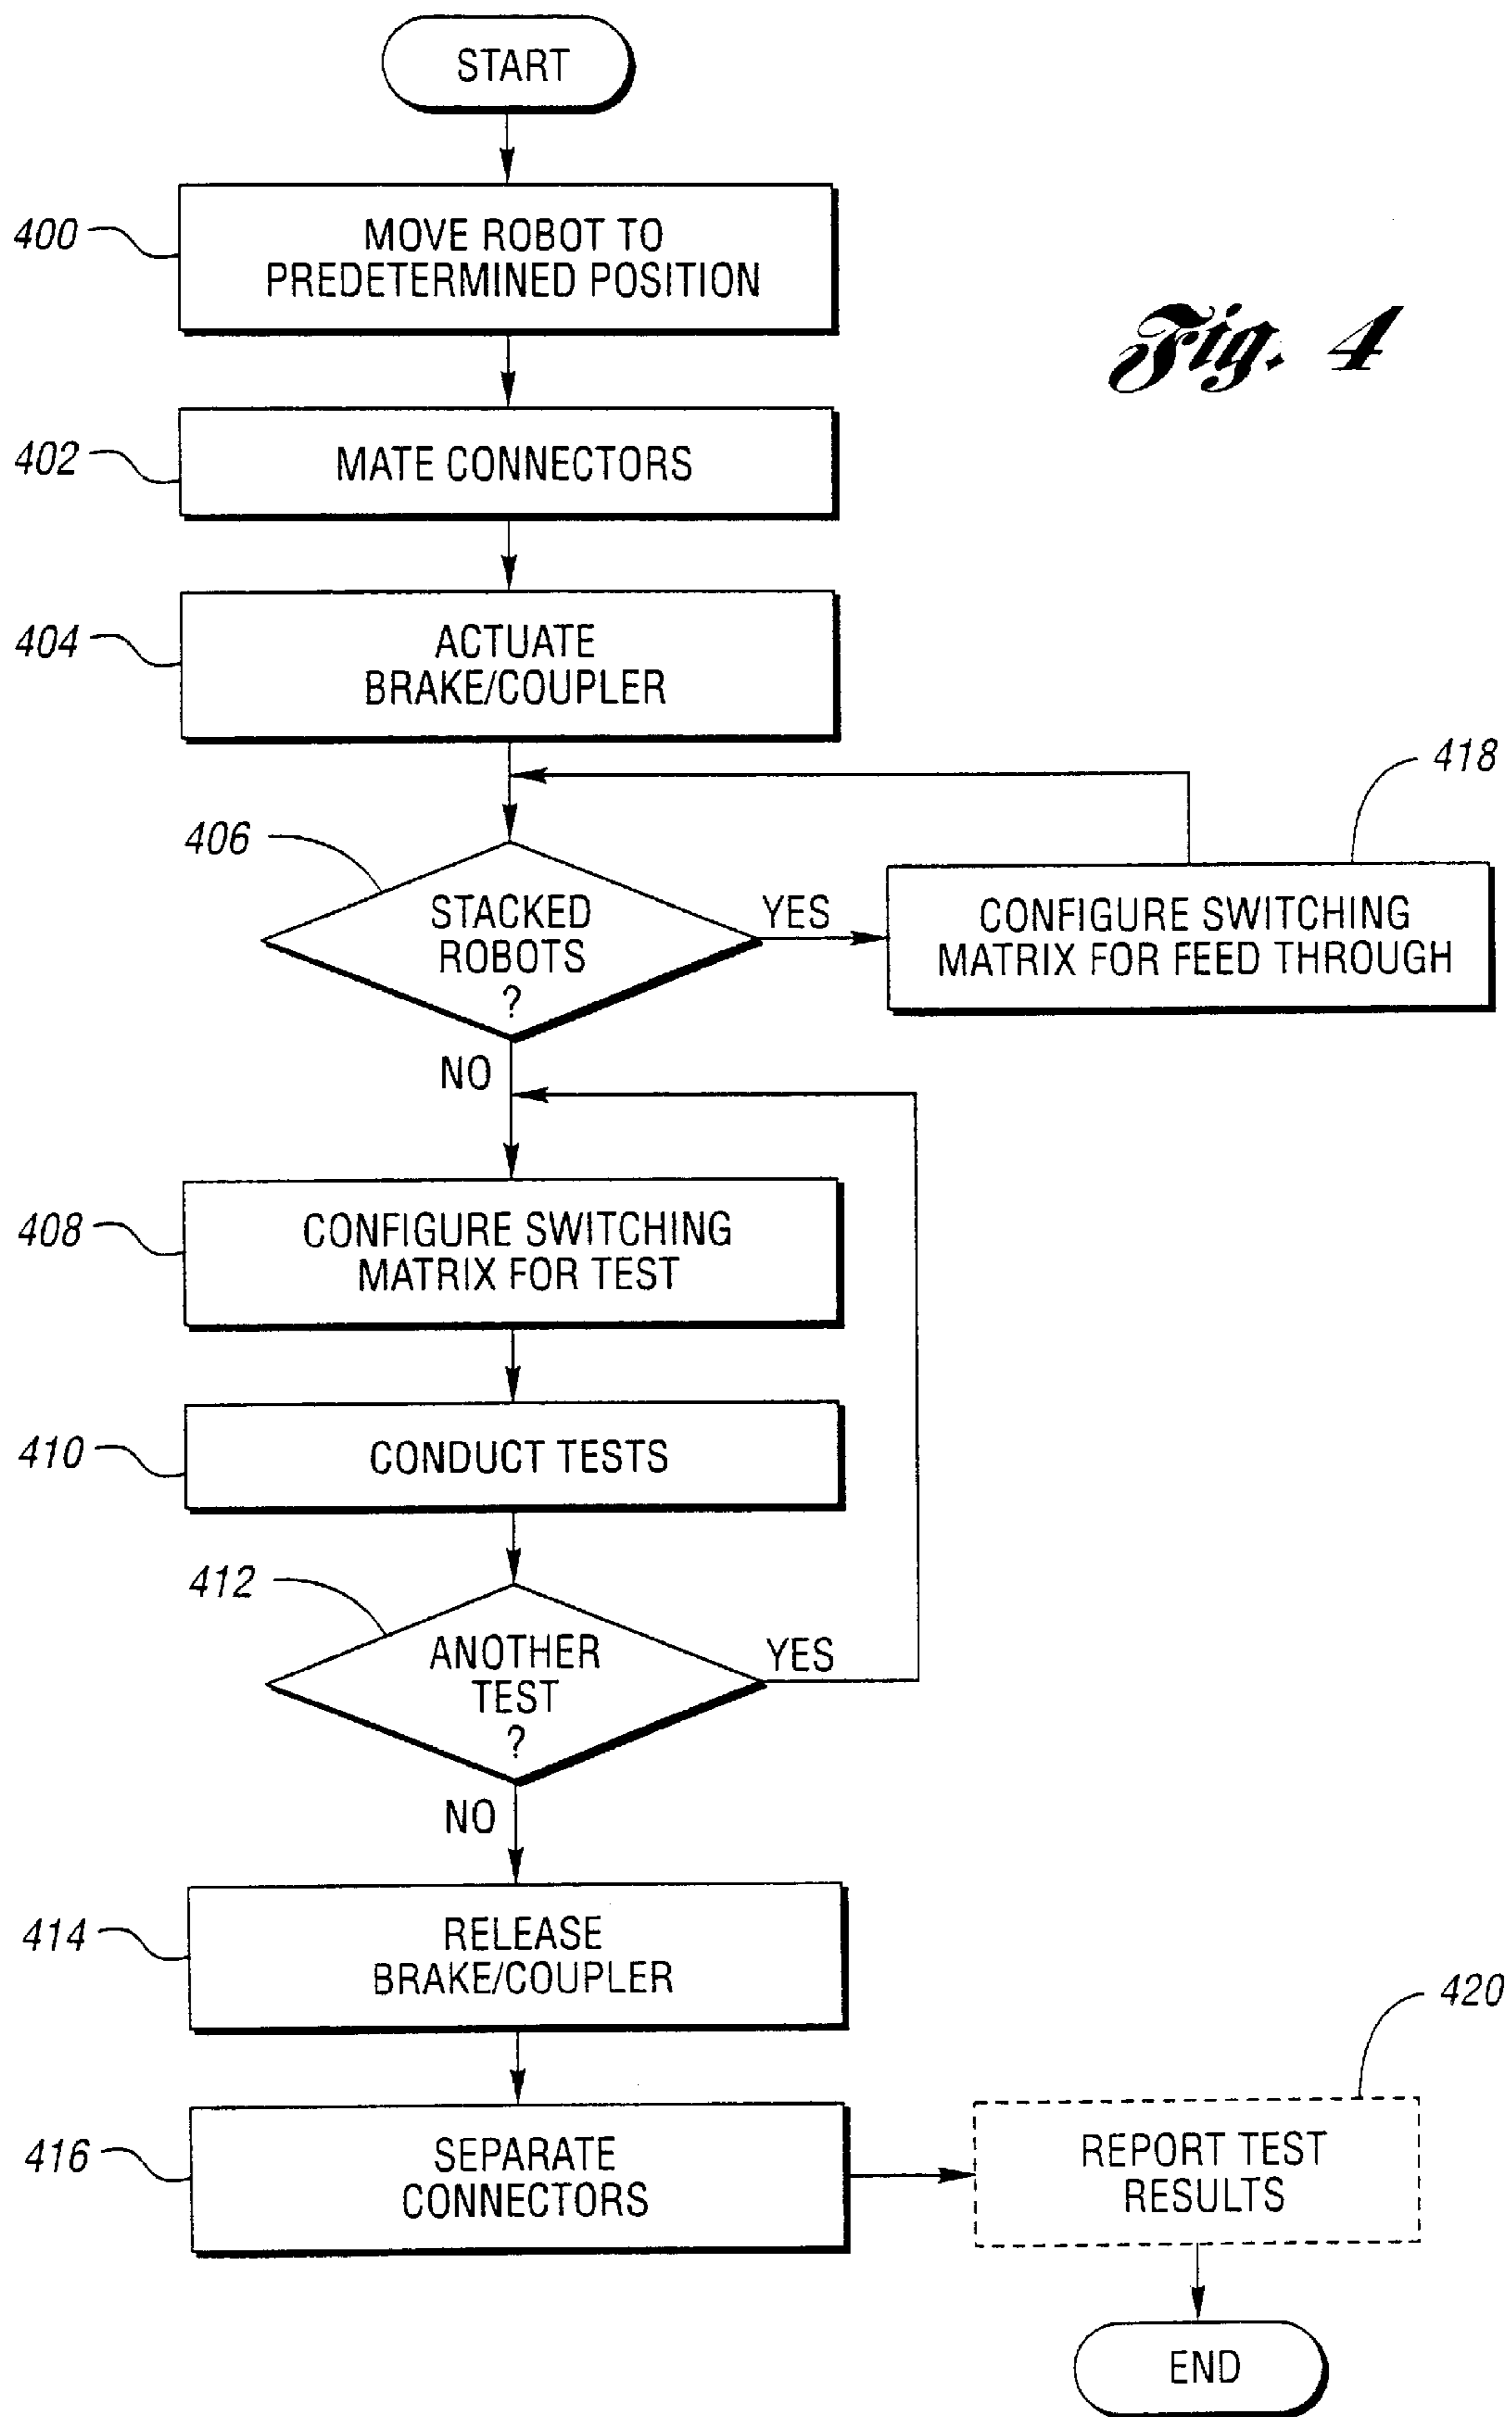 START
400
MOVE ROBOT TO
PREDETERMINED POSITION
Fig. 4
402
MATE CONNECTORS
404
ACTUATE
BRAKE/COUPLER
418
406
STACKED
ROBOTS
?
YES
CONFIGURE SWITCHING
MATRIX FOR FEED THROUGH
NO
408
CONFIGURE SWITCHING
MATRIX FOR TEST
410
CONDUCT TESTS
412
ANOTHER
TEST
?
YES
NO
414
RELEASE
BRAKE/COUPLER
420
416
SEPARATE
CONNECTORS
REPORT TEST
RESULTS
END